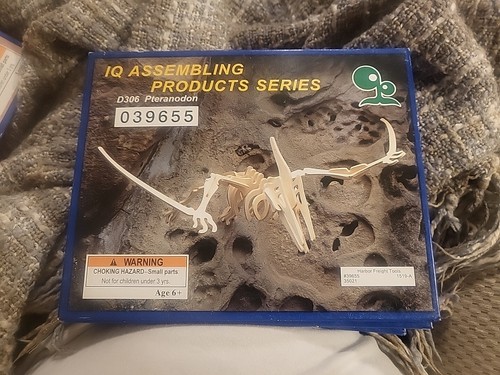 IQ ASSEMBLING
PRODUCTS SERIES
D306 Pteranodon
039655
WARNING
CHOKING HAZARD-Small parts
Not for children under 3 yrs.
Age 6+
Harbor Freight Tools